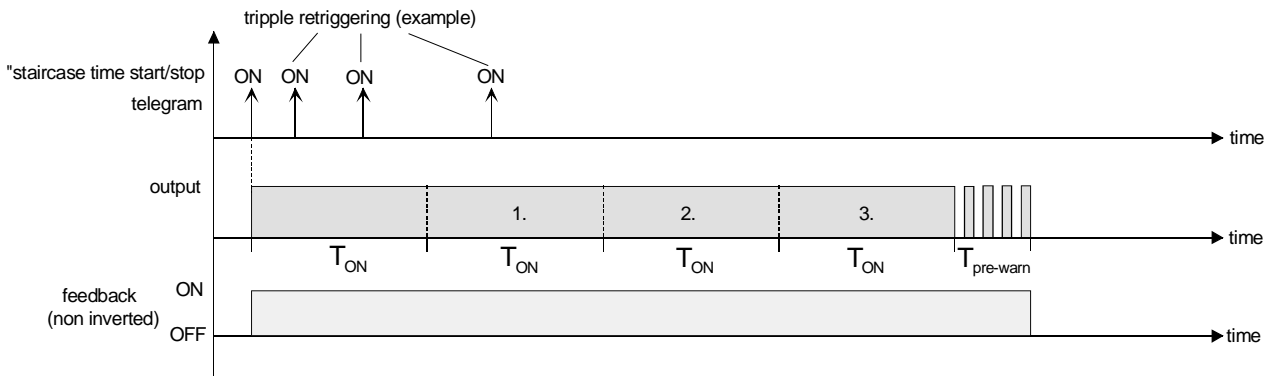 tripple retriggering (example)
"staircase time start/stop
telegram
ON ON ON ON
time
output
1. 2. 3.
time
TON TON TON TON Tpre-warn
feedback
(non inverted)
ON
OFF
time